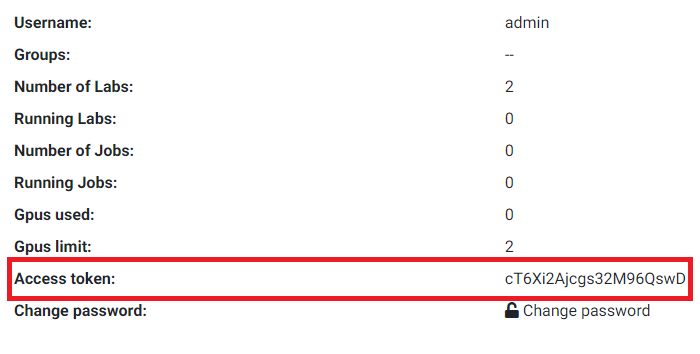 Username: admin
Groups: --
Number of Labs: 2
Running Labs: 0
Number of Jobs: 0
Running Jobs: 0
Gpus used: 0
Gpus limit: 2
Access token: cT6Xi2Ajcgs32M96QswD
Change password: Change password